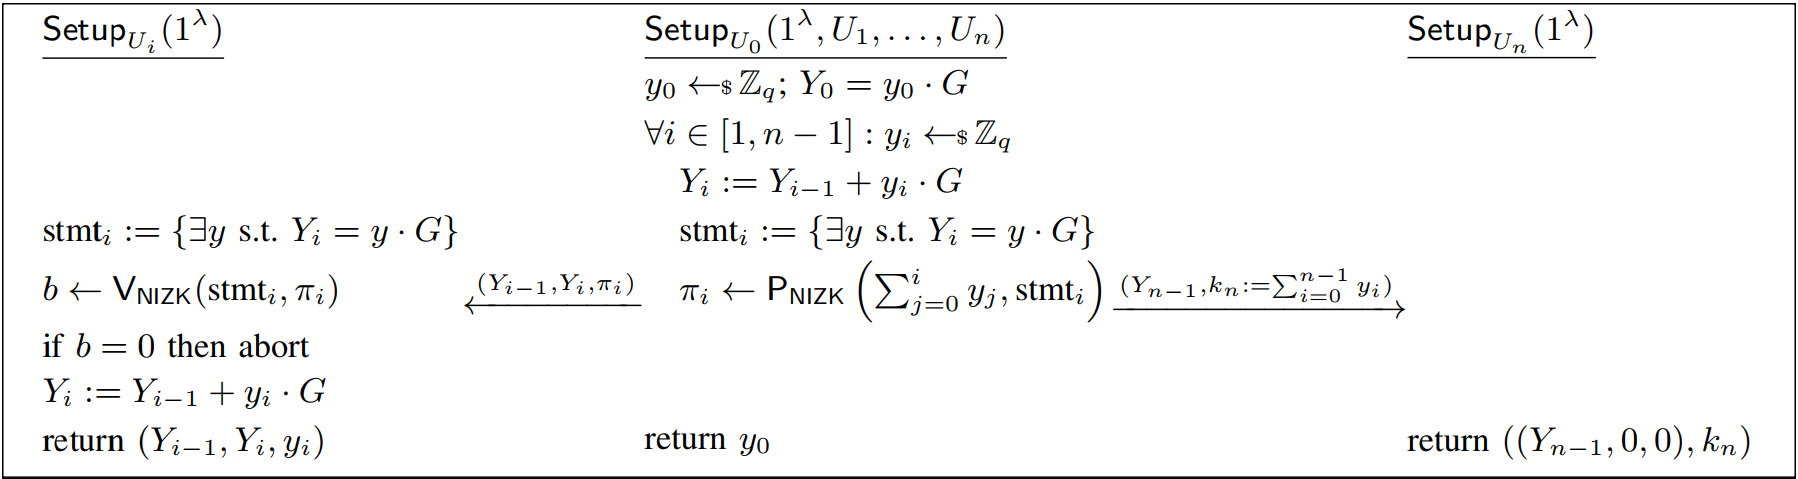 Setup_{U_i}(1^λ) Setup_{U_0}(1^λ, U_1, . . . , U_n) Setup_{U_n}(1^λ)
y_0 ←$ ℤ_q; Y_0 = y_0 · G
∀i ∈ [1, n − 1] : y_i ←$ ℤ_q
Y_i := Y_{i−1} + y_i · G
stmt_i := {∃y s.t. Y_i = y · G} stmt_i := {∃y s.t. Y_i = y · G}
b ← V_NIZK(stmt_i, π_i) (Y_{i−1},Y_i,π_i) π_i ← P_NIZK (∑_{j=0}^{i} y_j, stmt_i) (Y_{n−1},k_n:=∑_{i=0}^{n−1} y_i)
if b = 0 then abort
Y_i := Y_{i−1} + y_i · G
return (Y_{i−1}, Y_i, y_i) return y_0 return ((Y_{n−1}, 0, 0), k_n)